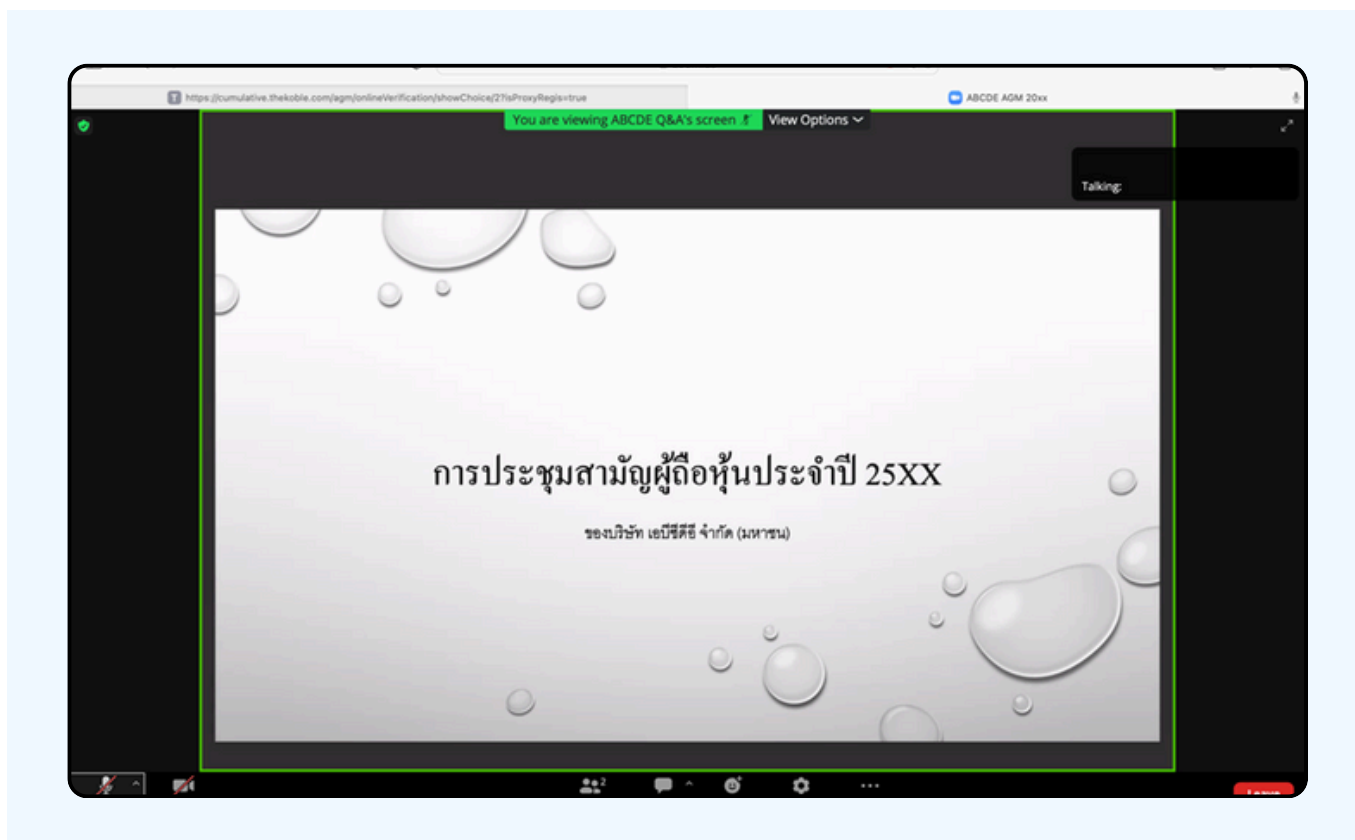 https://cumulative.thekoble.com/agm/onlineVerification/showChoice/2?isProxyRegis=true
ABCDE AGM 20xx
You are viewing ABCDE Q&A's screen
View Options
Talking:
การประชุมสามัญผู้ถือหุ้นประจำปี 25XX
ของบริษัท เอบีซีดีอี จำกัด (มหาชน)
2
Leave